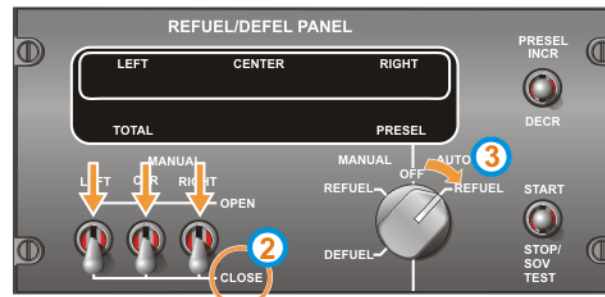 REFUEL/DEFEL PANEL
LEFT CENTER RIGHT
TOTAL PRESEL
PRESEL
INCR
DECR
MANUAL
LEFT CTR RIGHT
OPEN
CLOSE
2
MANUAL OFF AUTO
3
REFUEL REFUEL
DEFUEL
START
STOP/
SOV
TEST